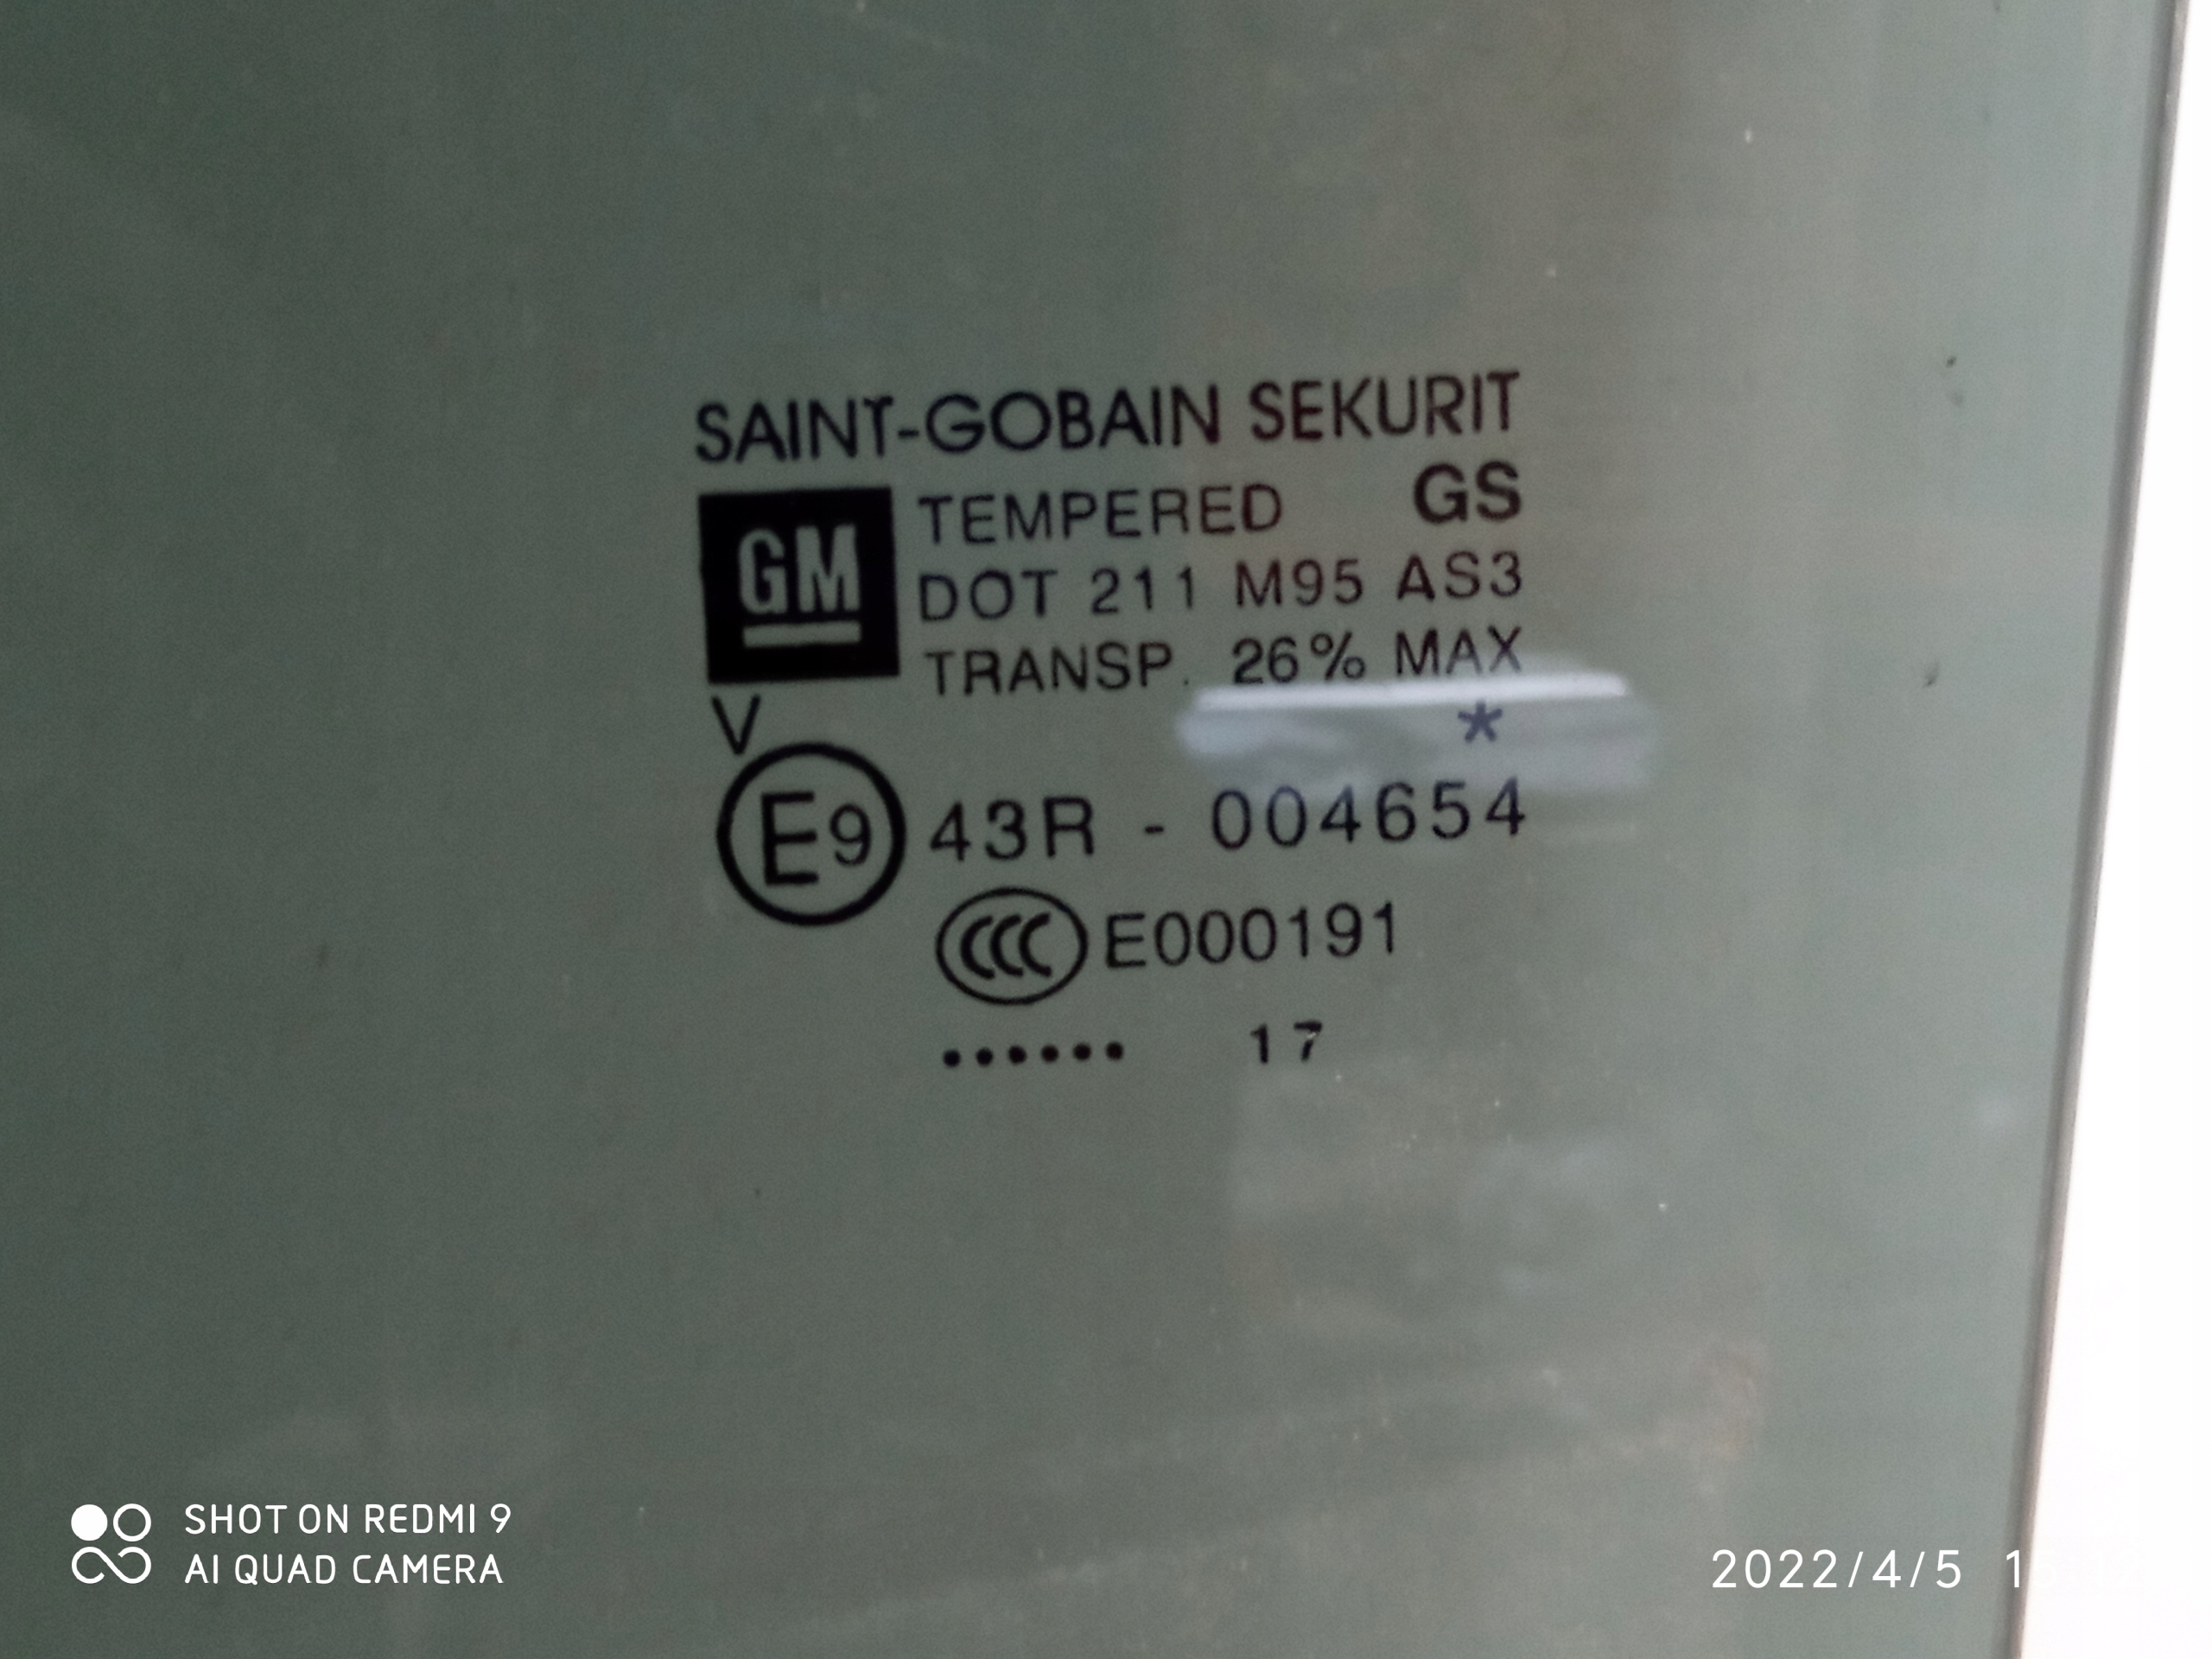 SAINT-GOBAIN SEKURIT
GM
TEMPERED GS
DOT 211 M95 AS3
TRANSP. 26% MAX
V *
E9 43R - 004654
CCC E000191
...... 17
SHOT ON REDMI 9
AI QUAD CAMERA
2022/4/5